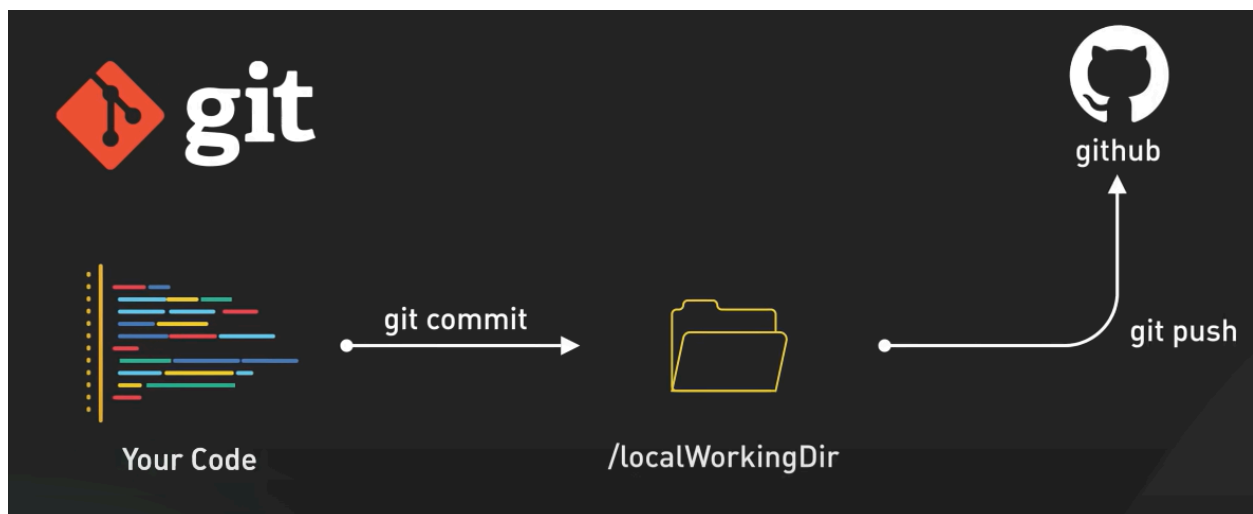 git
github
git commit
git push
Your Code
/localWorkingDir